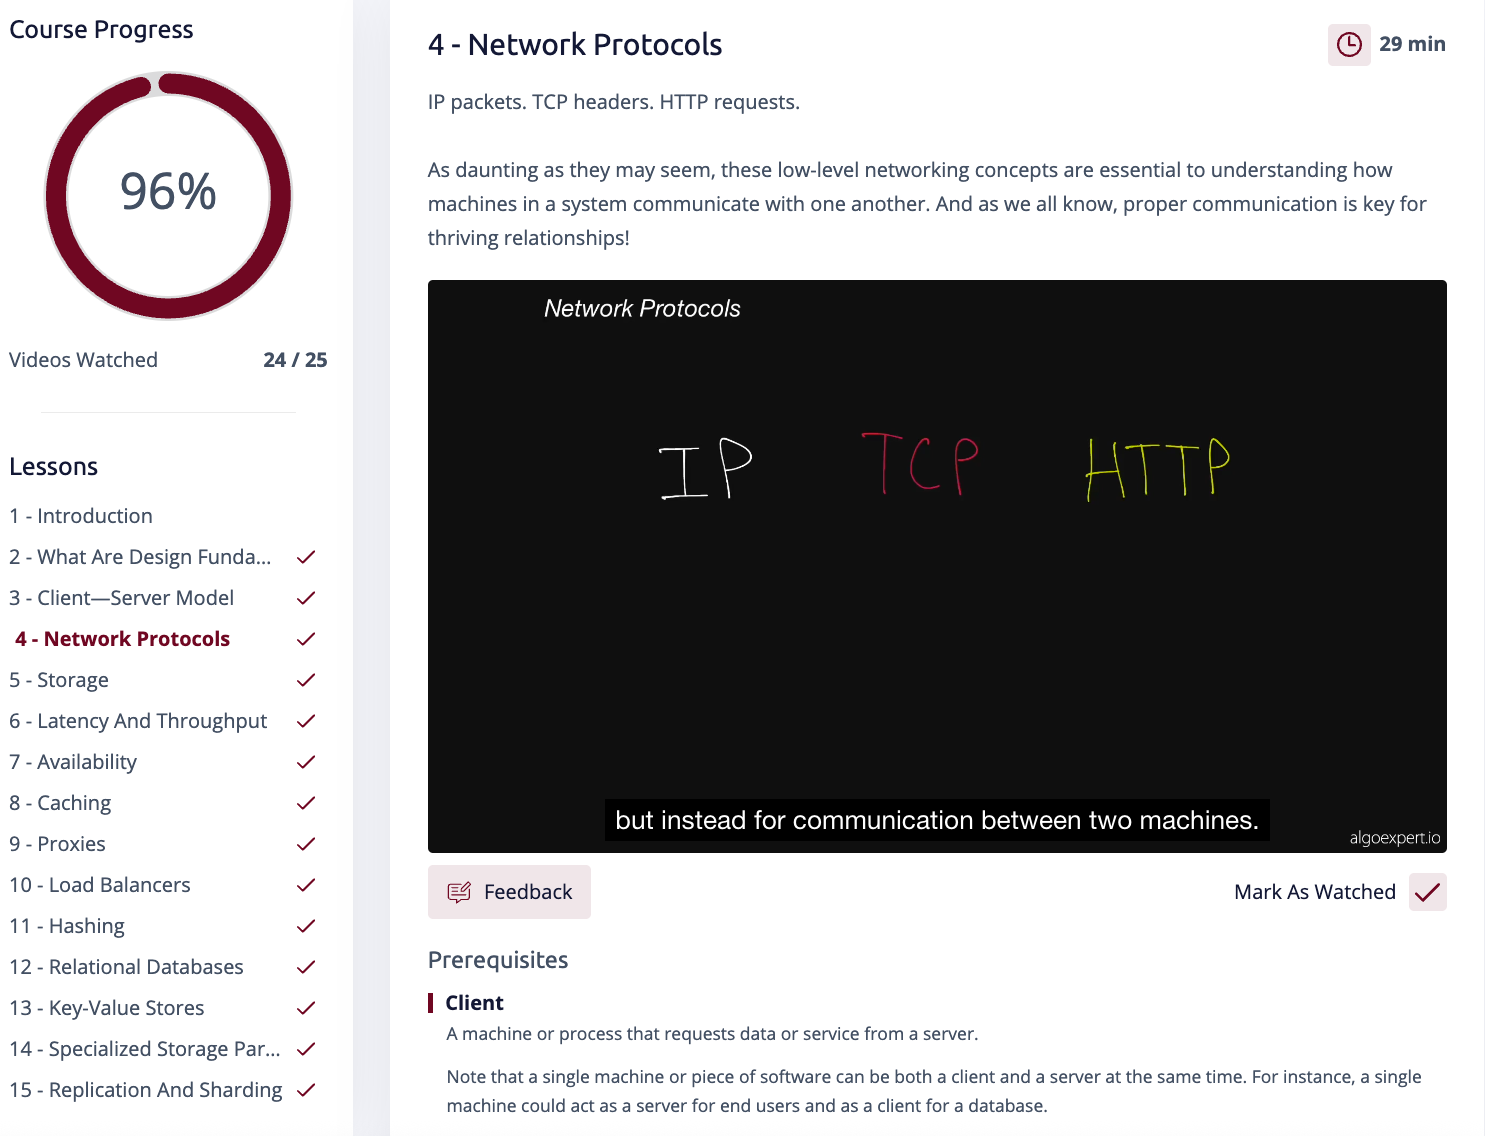 Course Progress
96%
Videos Watched 24 / 25
Lessons
1 - Introduction
2 - What Are Design Funda...
3 - Client—Server Model
4 - Network Protocols
5 - Storage
6 - Latency And Throughput
7 - Availability
8 - Caching
9 - Proxies
10 - Load Balancers
11 - Hashing
12 - Relational Databases
13 - Key-Value Stores
14 - Specialized Storage Par...
15 - Replication And Sharding
4 - Network Protocols
29 min
IP packets. TCP headers. HTTP requests.
As daunting as they may seem, these low-level networking concepts are essential to understanding how
machines in a system communicate with one another. And as we all know, proper communication is key for
thriving relationships!
Network Protocols
IP TCP HTTP
but instead for communication between two machines.
algoexpert.io
Feedback
Mark As Watched
Prerequisites
Client
A machine or process that requests data or service from a server.
Note that a single machine or piece of software can be both a client and a server at the same time. For instance, a single
machine could act as a server for end users and as a client for a database.